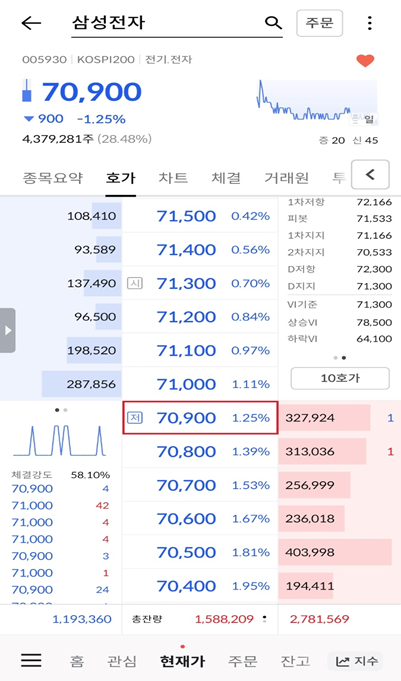 삼성전자 주문
005930 KOSPI200 전기.전자
70,900
▼ 900 -1.25%
일
4,379,281주 (28.48%)
증 20 신 45
종목요약 호가 차트 체결 거래원 투 <
108,410 71,500 0.42%
93,589 71,400 0.56%
137,490 시 71,300 0.70%
96,500 71,200 0.84%
198,520 71,100 0.97%
287,856 71,000 1.11%
1차저항 72,166
피봇 71,533
1차지지 71,166
2차지지 70,533
D저항 72,300
D지지 71,300
VI기준 71,300
상승VI 78,500
하락VI 64,100
10호가
저 70,900 1.25% 327,924 1
70,800 1.39% 313,036 1
70,700 1.53% 256,999
70,600 1.67% 236,018
70,500 1.81% 403,998
70,400 1.95% 194,411
체결강도 58.10%
70,900 4
71,000 42
71,000 4
71,000 4
70,900 3
71,000 1
70,900 24
1,193,360 총잔량 1,588,209 2,781,569
홈 관심 현재가 주문 잔고 지수